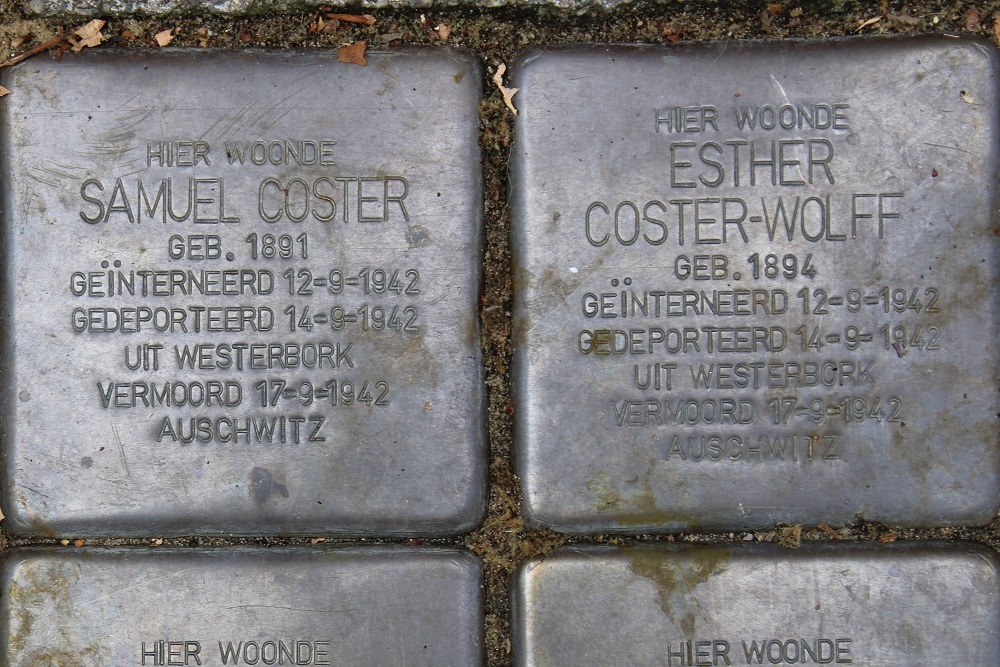 HIER WOONDE
SAMUEL COSTER
GEB. 1891
GEÏNTERNEERD 12-9-1942
GEDEPORTEERD 14-9-1942
UIT WESTERBORK
VERMOORD 17-9-1942
AUSCHWITZ
HIER WOONDE
ESTHER
COSTER-WOLFF
GEB. 1894
GEÏNTERNEERD 12-9-1942
GEDEPORTEERD 14-9-1942
UIT WESTERBORK
VERMOORD 17-9-1942
AUSCHWITZ
HIER WOONDE
HIER WOONDE